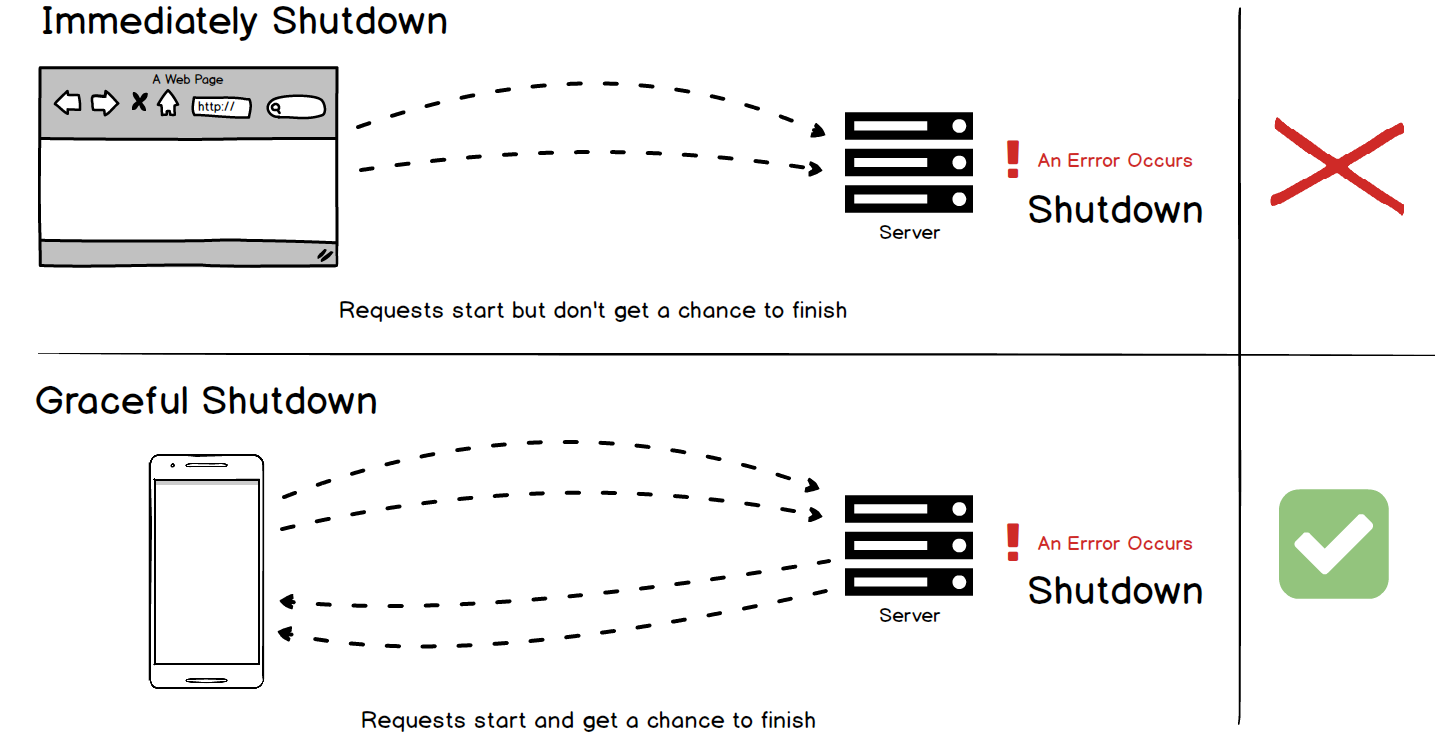 Immediately Shutdown
A Web Page
http://
An Errror Occurs
Shutdown
Server
Requests start but don't get a chance to finish
Graceful Shutdown
An Errror Occurs
Shutdown
Server
Requests start and get a chance to finish